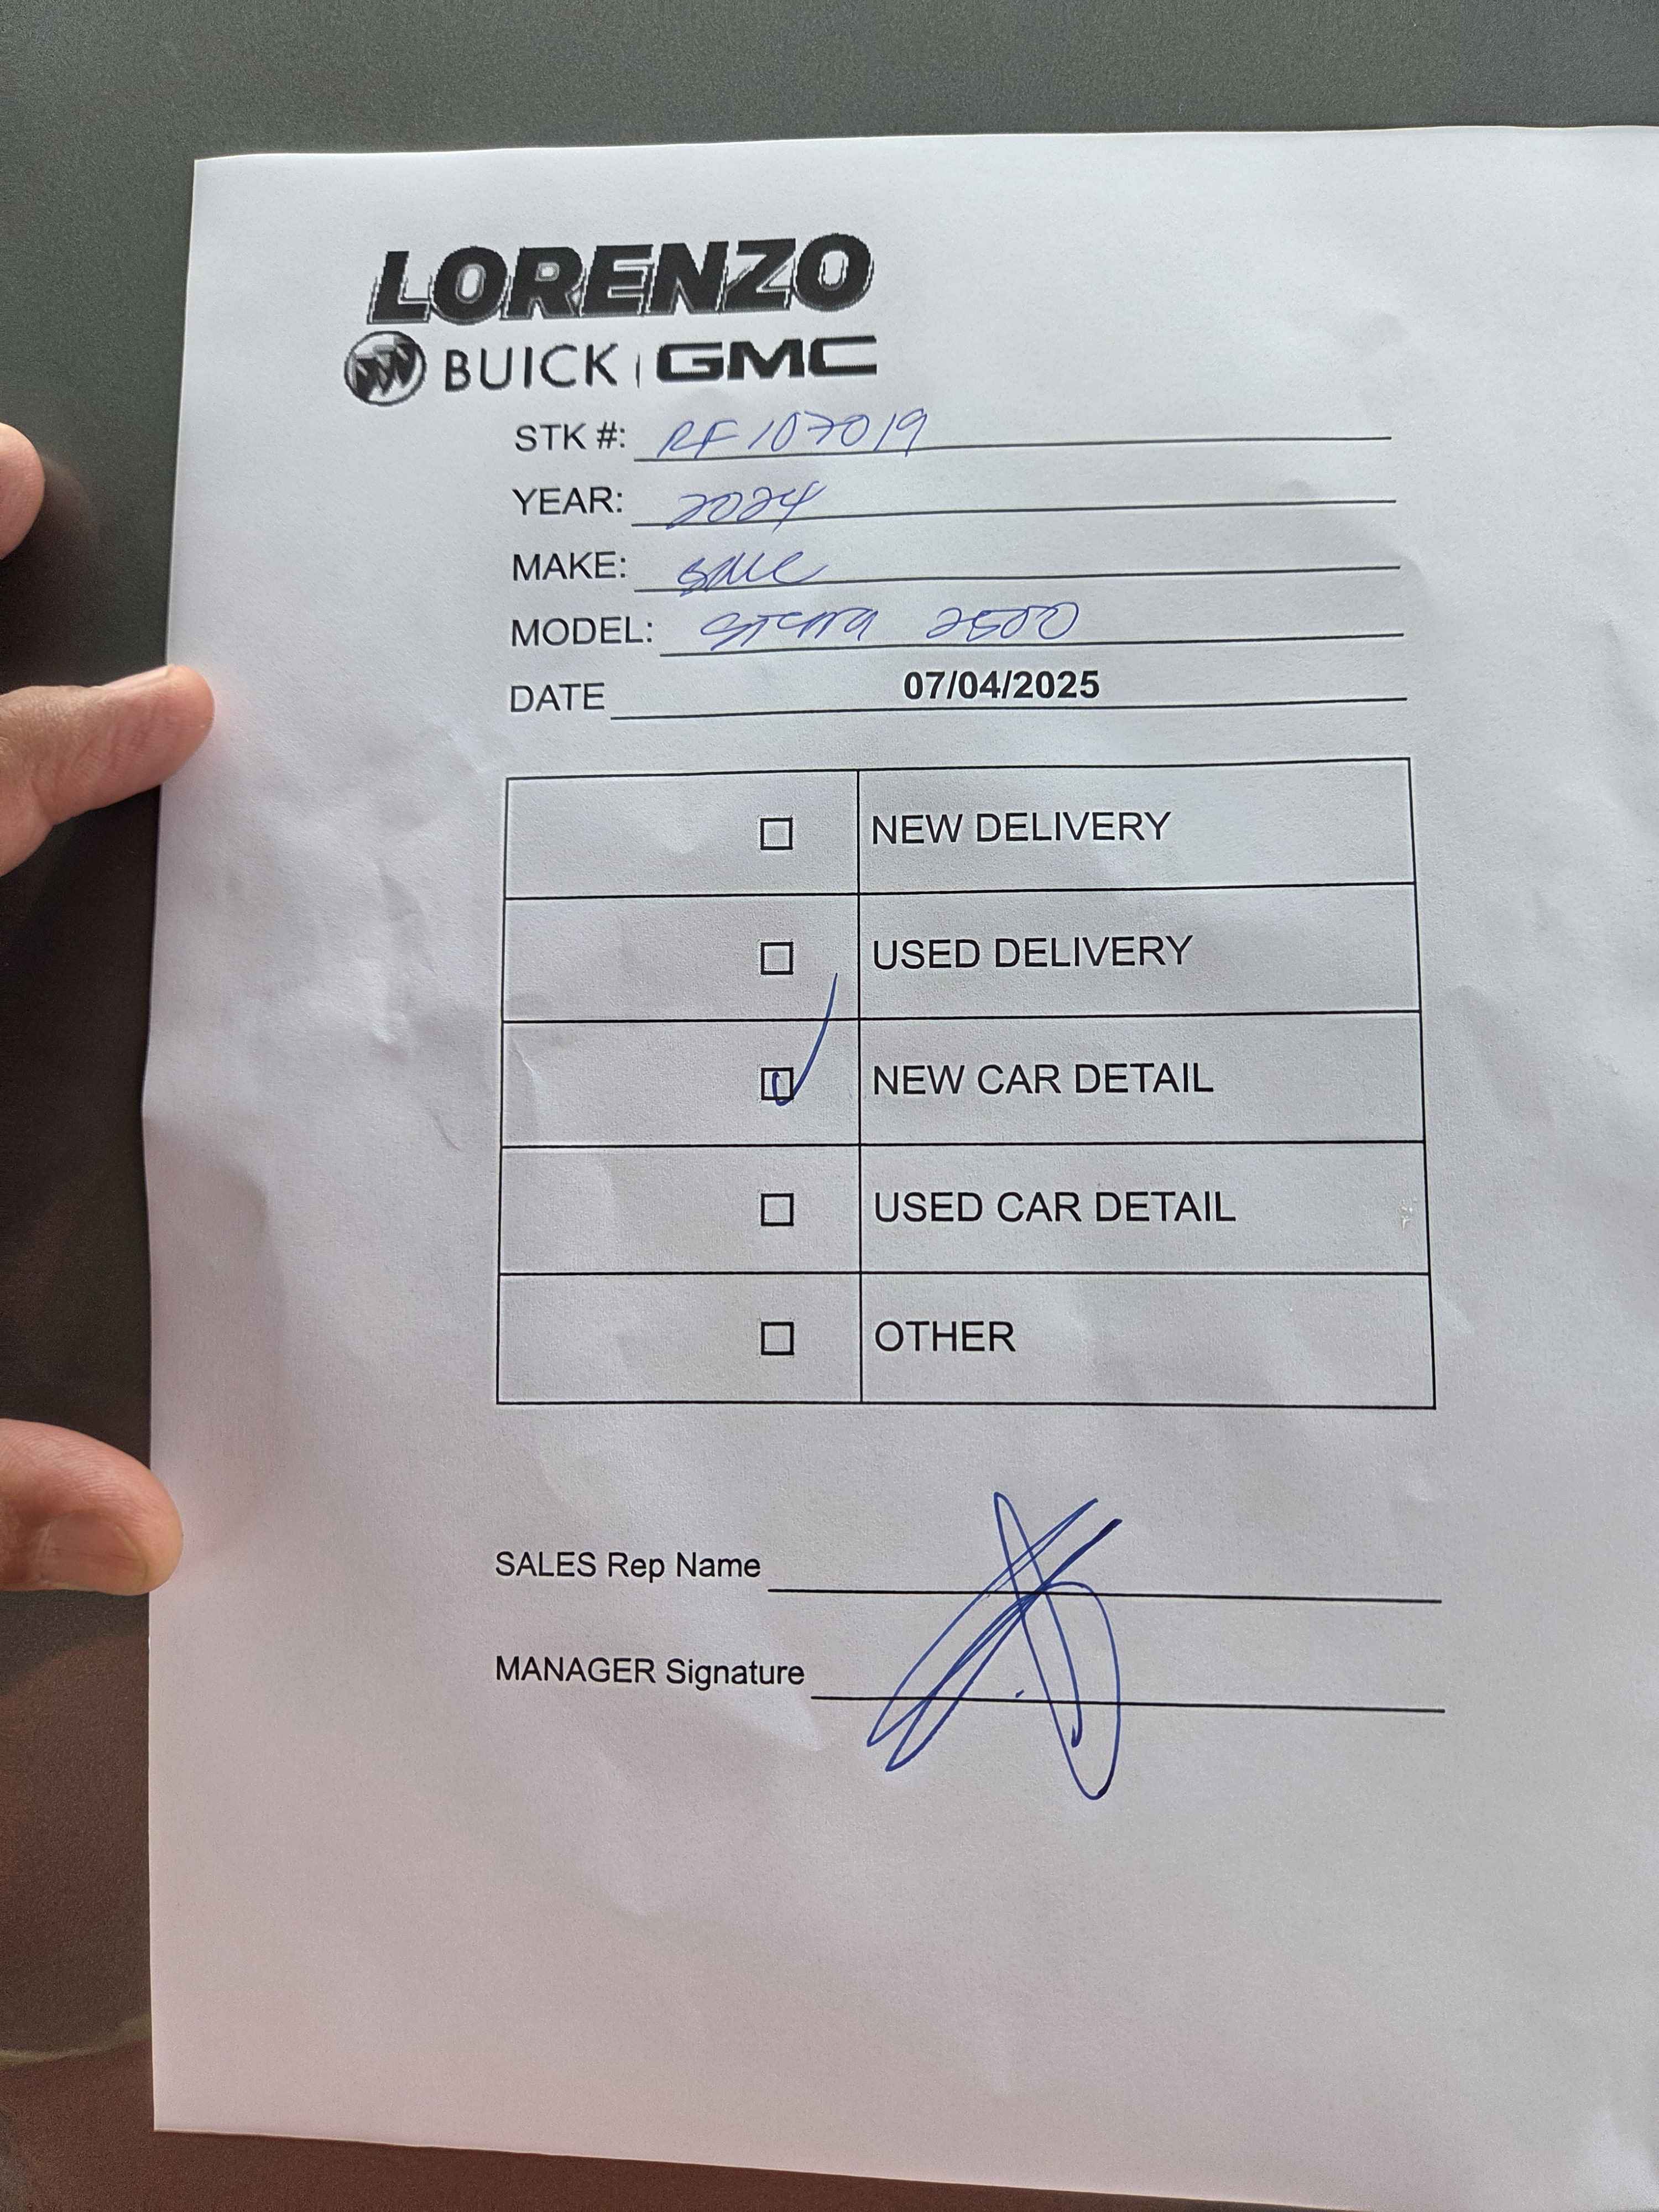 LORENZO
BUICK | GMC
STK #: RF107019
YEAR: 2024
MAKE: GMC
MODEL: Sierra 2500
DATE 07/04/2025
NEW DELIVERY
USED DELIVERY
NEW CAR DETAIL
USED CAR DETAIL
OTHER
SALES Rep Name
MANAGER Signature